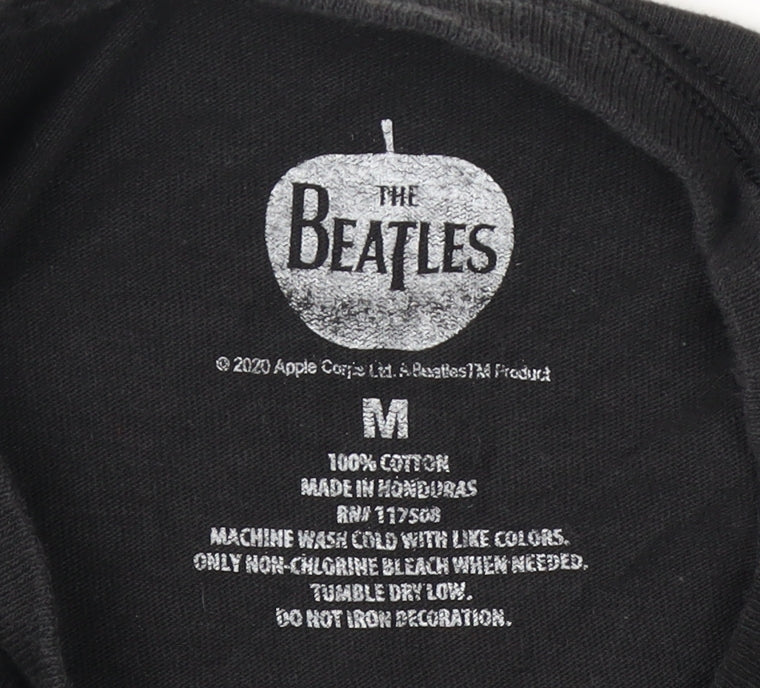 THE
BEATLES
© 2020 Apple Corps Ltd. A Beatles™ Product
M
100% COTTON
MADE IN HONDURAS
RN# 117508
MACHINE WASH COLD WITH LIKE COLORS.
ONLY NON-CHLORINE BLEACH WHEN NEEDED.
TUMBLE DRY LOW.
DO NOT IRON DECORATION.